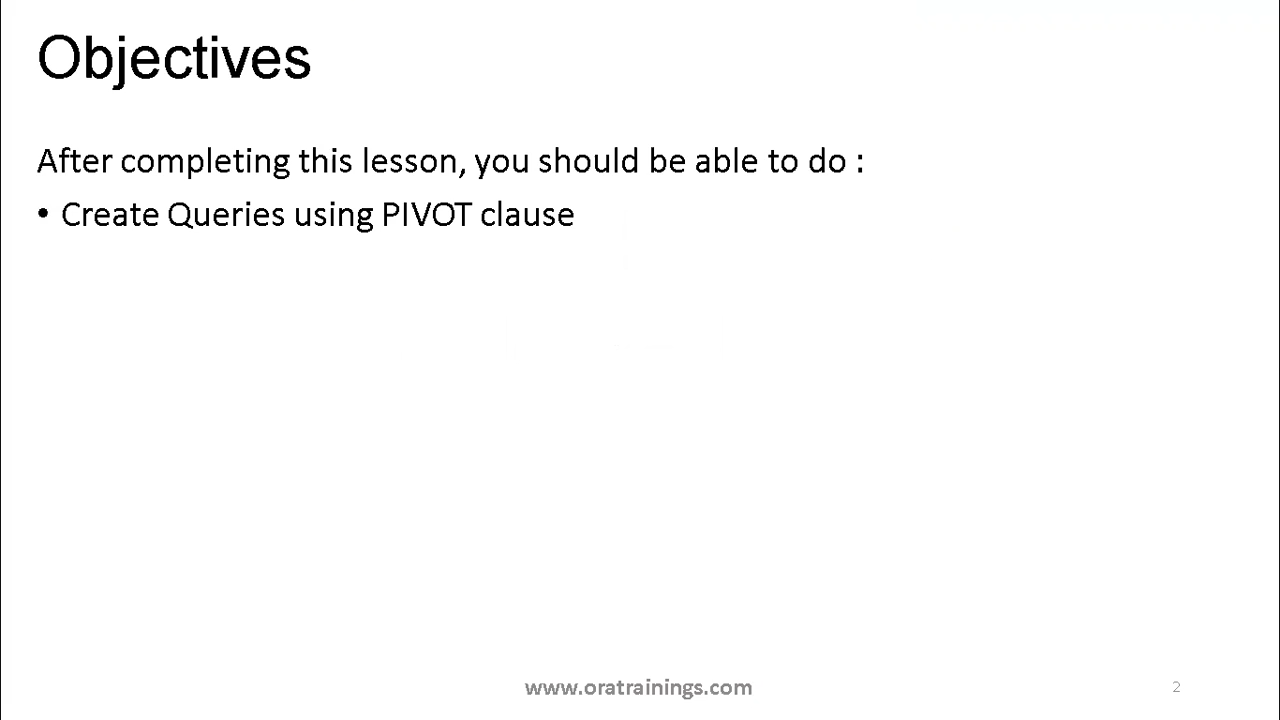 Objectives
After completing this lesson, you should be able to do :
• Create Queries using PIVOT clause
www.oratrainings.com
2